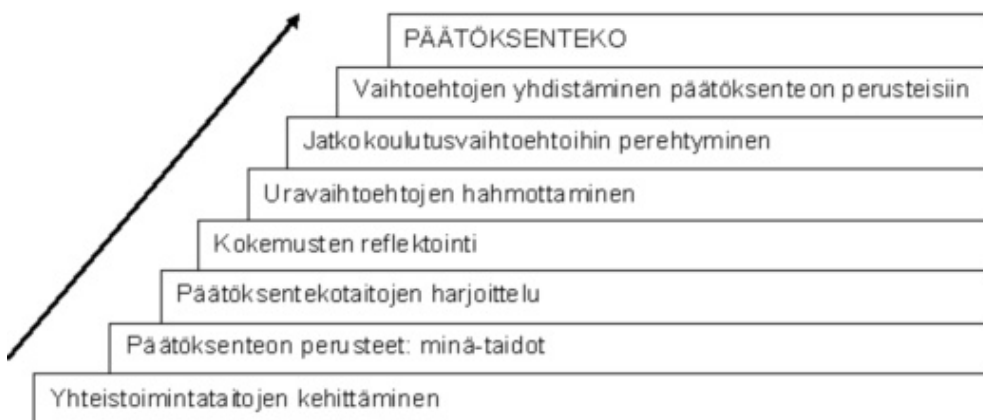 PÄÄTÖKSENTEKO
Vaihtoehtojen yhdistäminen päätöksenteon perusteisiin
Jatkokoulutusvaihtoehtoihin perehtyminen
Uravaihtoehtojen hahmottaminen
Kokemusten reflektointi
Päätöksentekotaitojen harjoittelu
Päätöksenteon perusteet: minä-taidot
Yhteistoimintataitojen kehittäminen